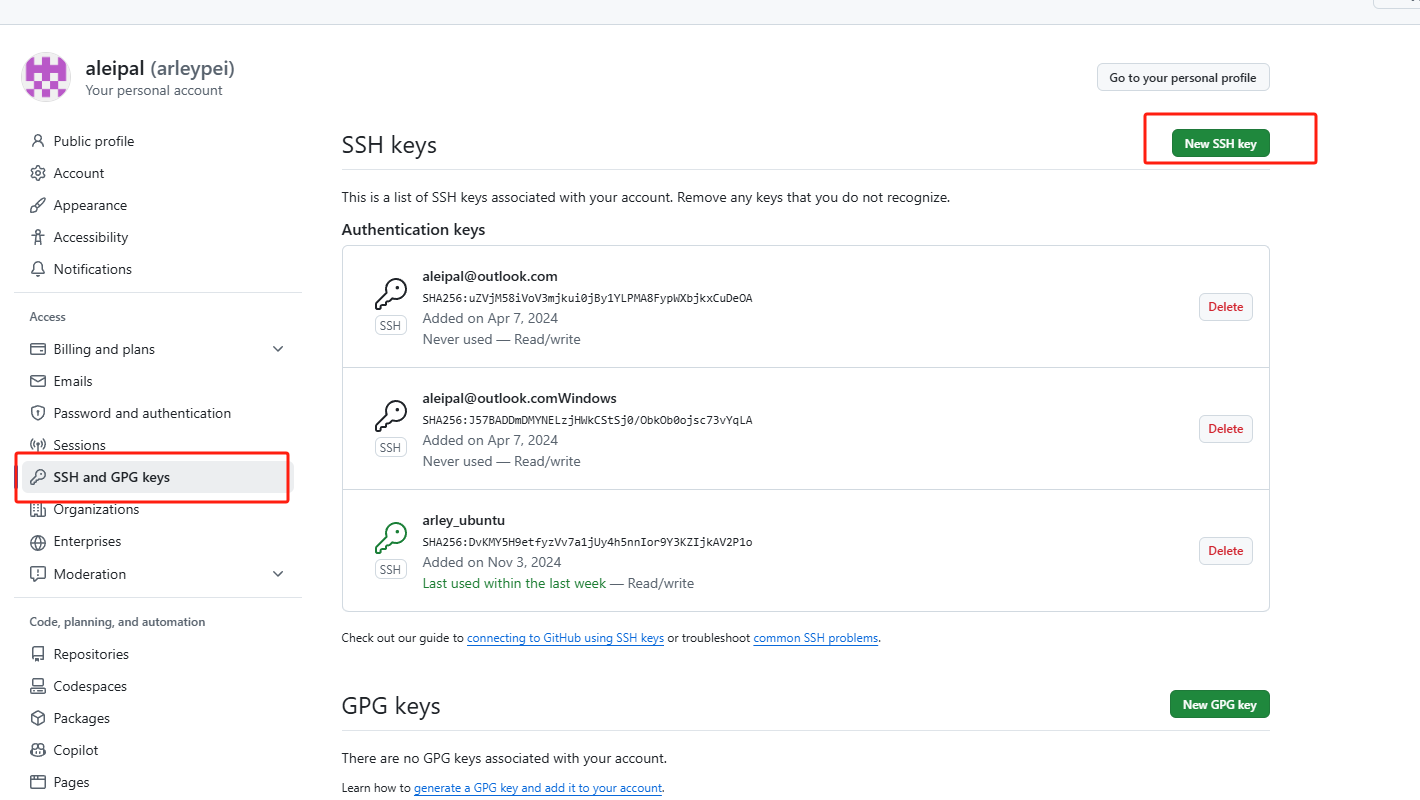 aleipal (arleypei)
Your personal account
Go to your personal profile
Public profile
Account
Appearance
Accessibility
Notifications
Access
Billing and plans
Emails
Password and authentication
Sessions
SSH and GPG keys
Organizations
Enterprises
Moderation
Code, planning, and automation
Repositories
Codespaces
Packages
Copilot
Pages
SSH keys
New SSH key
This is a list of SSH keys associated with your account. Remove any keys that you do not recognize.
Authentication keys
aleipal@outlook.com
SHA256:uZVjM58iVoV3mjkui0jBy1YLPMA8FypWXbjkxCuDeOA
SSH
Added on Apr 7, 2024
Never used — Read/write
Delete
aleipal@outlook.comWindows
SHA256:J57BADDmDMYNELzjHWkCStSj0/ObkOb0ojsc73vYqLA
SSH
Added on Apr 7, 2024
Never used — Read/write
Delete
arley_ubuntu
SHA256:DvKMY5H9etfyzVv7a1jUy4h5nnIor9Y3KZIjkAV2P1o
SSH
Added on Nov 3, 2024
Last used within the last week — Read/write
Delete
Check out our guide to connecting to GitHub using SSH keys or troubleshoot common SSH problems.
GPG keys
New GPG key
There are no GPG keys associated with your account.
Learn how to generate a GPG key and add it to your account.